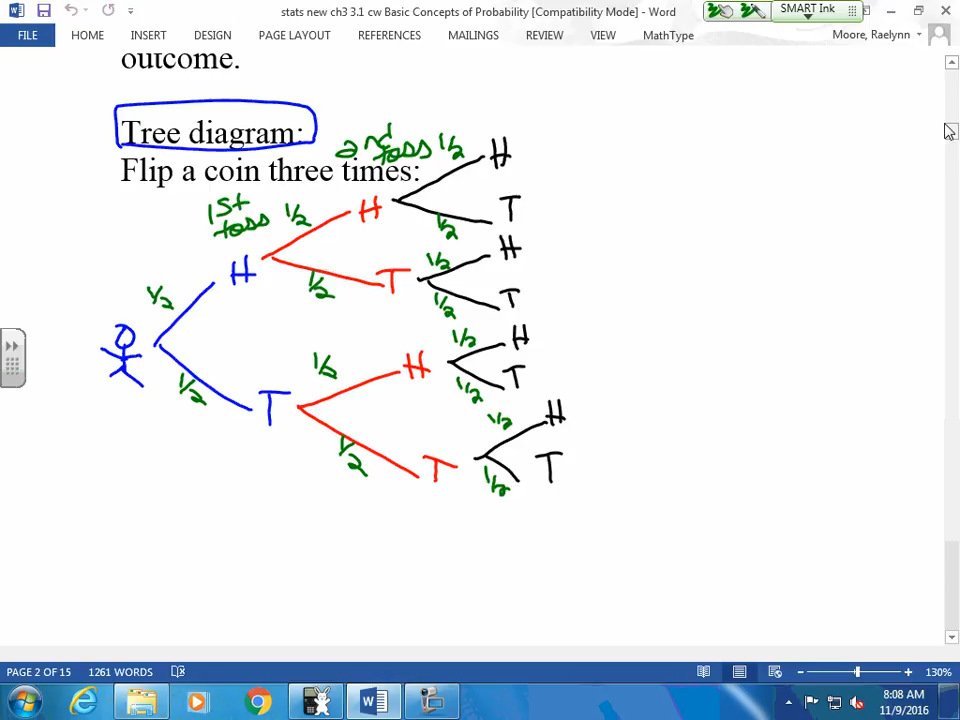 stats new ch3 3.1 cw Basic Concepts of Probability [Compatibility Mode] - Word
SMART Ink
FILE HOME INSERT DESIGN PAGE LAYOUT REFERENCES MAILINGS REVIEW VIEW MathType Moore, Raelynn
outcome.
Tree diagram:
2nd toss 1/2 H
Flip a coin three times:
1st toss 1/2 H
1/2 T
1/2 H
H
1/2 T
1/2 T
1/2
1/2 H
1/2 H
1/2 T
1/2 T
1/2 H
1/2 T
1/2 T
PAGE 2 OF 15 1261 WORDS 130%
8:08 AM
11/9/2016